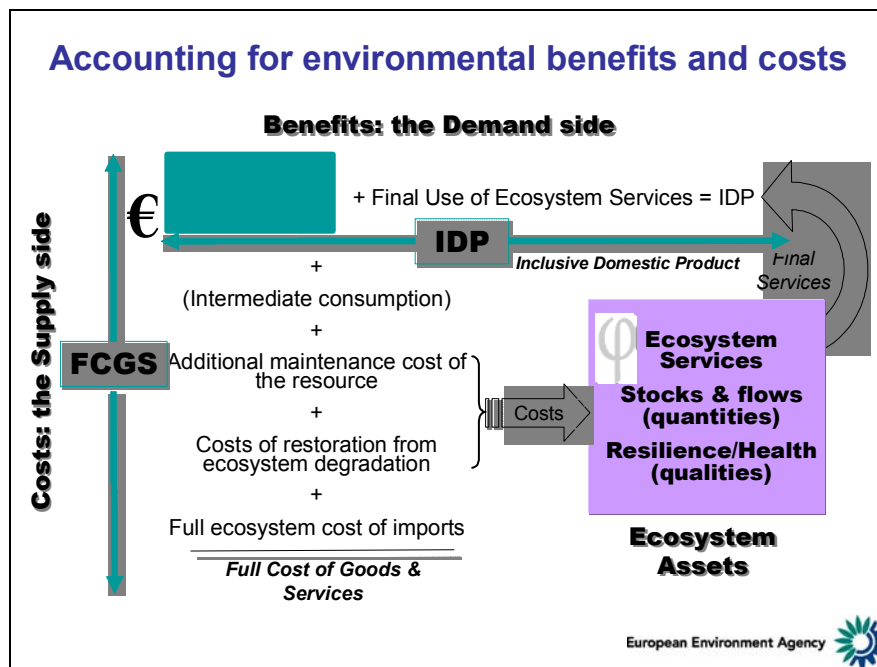 Accounting for environmental benefits and costs
Benefits: the Demand side
€
+ Final Use of Ecosystem Services = IDP
IDP
Inclusive Domestic Product
Final
Services
Costs: the Supply side
FCGS
+
(Intermediate consumption)
+
Additional maintenance cost of
the resource
+
Costs of restoration from
ecosystem degradation
+
Full ecosystem cost of imports
Full Cost of Goods &
Services
Costs
φ
Ecosystem
Services
Stocks & flows
(quantities)
Resilience/Health
(qualities)
Ecosystem
Assets
European Environment Agency